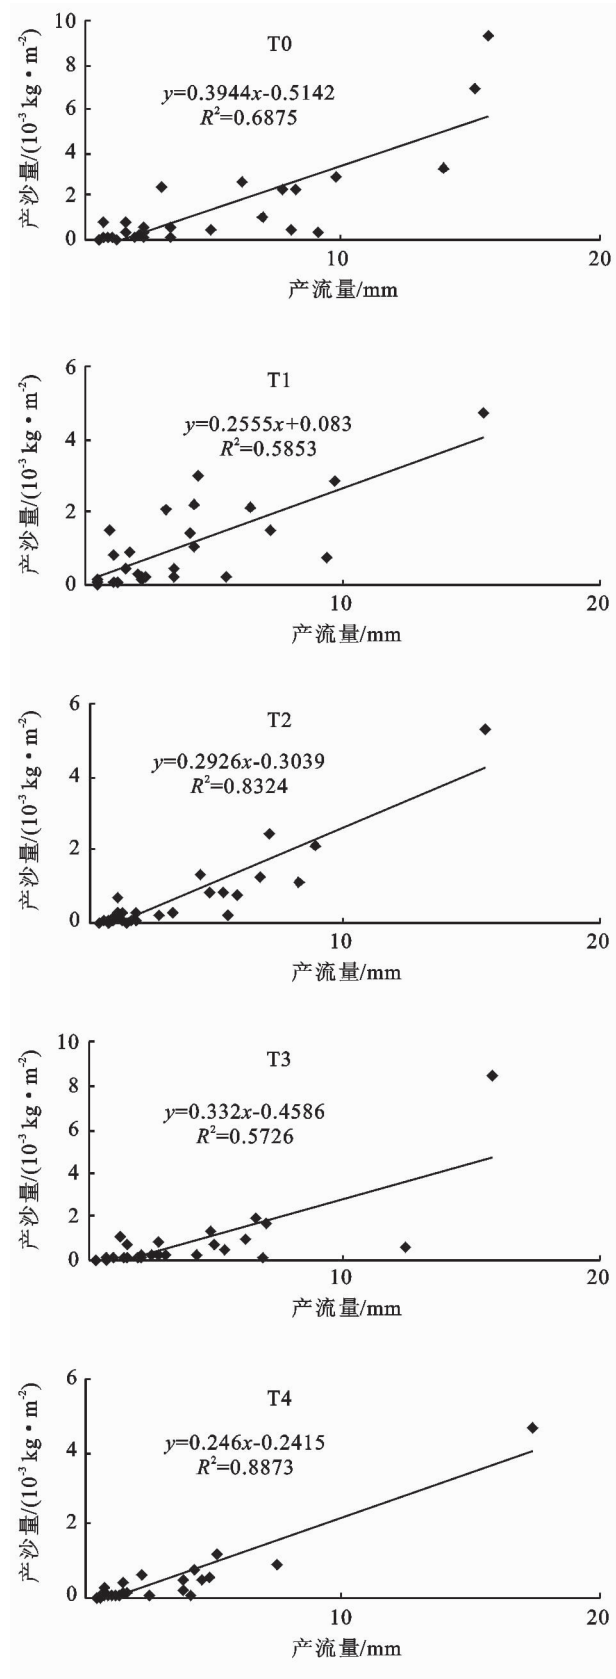 10
T0
8
y=0.3944x-0.5142
R²=0.6875
6
4
2
0
10
20
产沙量/(10⁻³ kg·m⁻²)
产流量/mm
6
T1
y=0.2555x+0.083
R²=0.5853
4
2
0
10
20
产沙量/(10⁻³ kg·m⁻²)
产流量/mm
6
T2
y=0.2926x-0.3039
R²=0.8324
4
2
0
10
20
产沙量/(10⁻³ kg·m⁻²)
产流量/mm
10
T3
8
y=0.332x-0.4586
R²=0.5726
6
4
2
0
10
20
产沙量/(10⁻³ kg·m⁻²)
产流量/mm
6
T4
y=0.246x-0.2415
R²=0.8873
4
2
0
10
20
产沙量/(10⁻³ kg·m⁻²)
产流量/mm